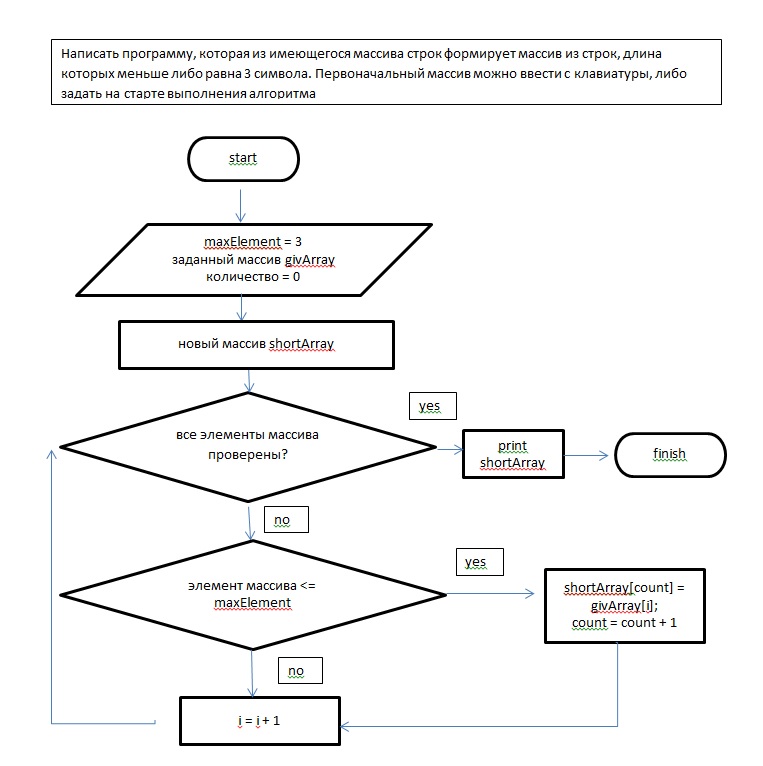 Написать программу, которая из имеющегося массива строк формирует массив из строк, длина
которых меньше либо равна 3 символа. Первоначальный массив можно ввести с клавиатуры, либо
задать на старте выполнения алгоритма
start
maxElement = 3
заданный массив givArray
количество = 0
новый массив shortArray
yes
все элементы массива
проверены?
print
shortArray
finish
no
yes
элемент массива <=
maxElement
shortArray[count] =
givArray[i];
count = count + 1
no
i = i + 1